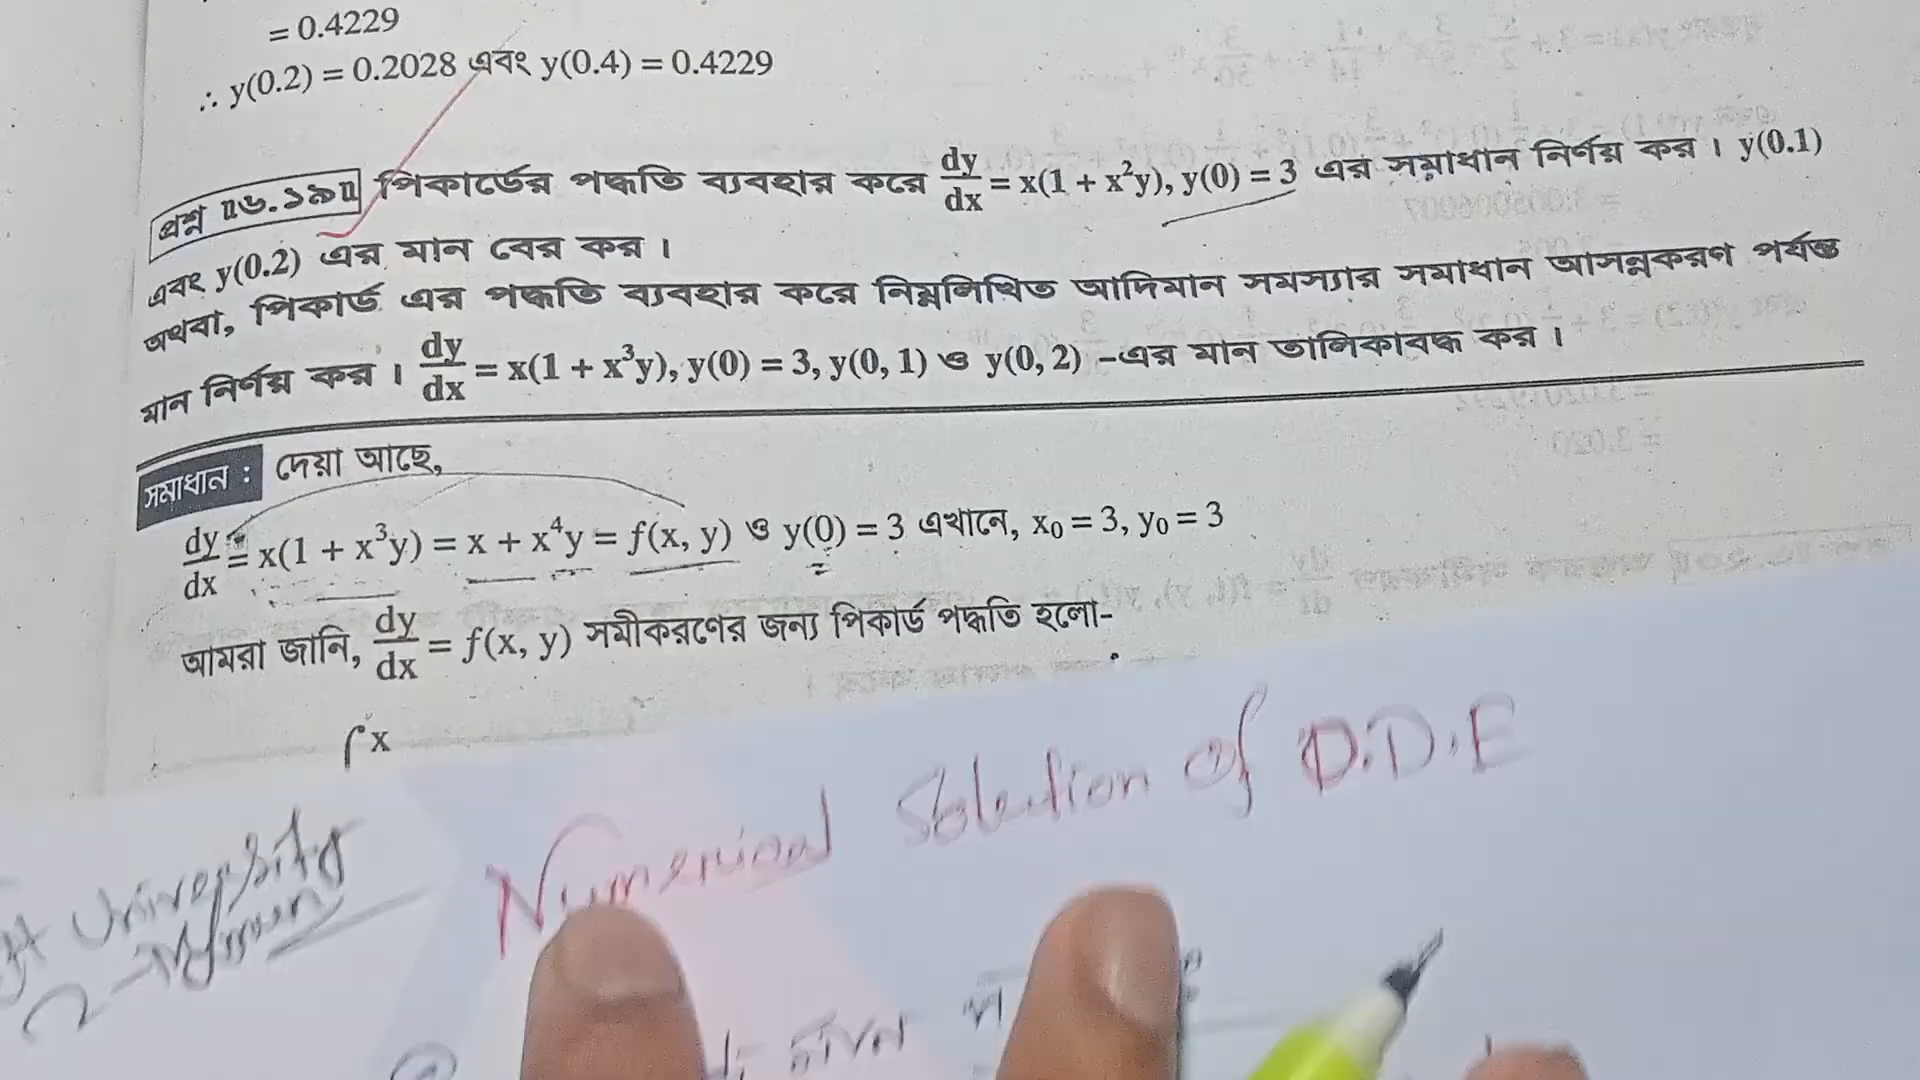 = 0.4229
∴ y(0.2) = 0.2028 এবং y(0.4) = 0.4229
প্রশ্ন ॥৬.১৯॥ পিকার্ডের পদ্ধতি ব্যবহার করে dy/dx = x(1 + x²y), y(0) = 3 এর সমাধান নির্ণয় কর। y(0.1)
এবং y(0.2) এর মান বের কর।
অথবা, পিকার্ড এর পদ্ধতি ব্যবহার করে নিম্নলিখিত আদিমান সমস্যার সমাধান আসন্নকরণ পর্যন্ত
মান নির্ণয় কর। dy/dx = x(1 + x³y), y(0) = 3, y(0, 1) ও y(0, 2) -এর মান তালিকাবদ্ধ কর।
সমাধান : দেয়া আছে,
dy/dx = x(1 + x³y) = x + x⁴y = f(x, y) ও y(0) = 3 এখানে, x₀ = 3, y₀ = 3
আমরা জানি, dy/dx = f(x, y) সমীকরণের জন্য পিকার্ড পদ্ধতি হলো-
∫ x
Numerical Solution of O.D.E
University